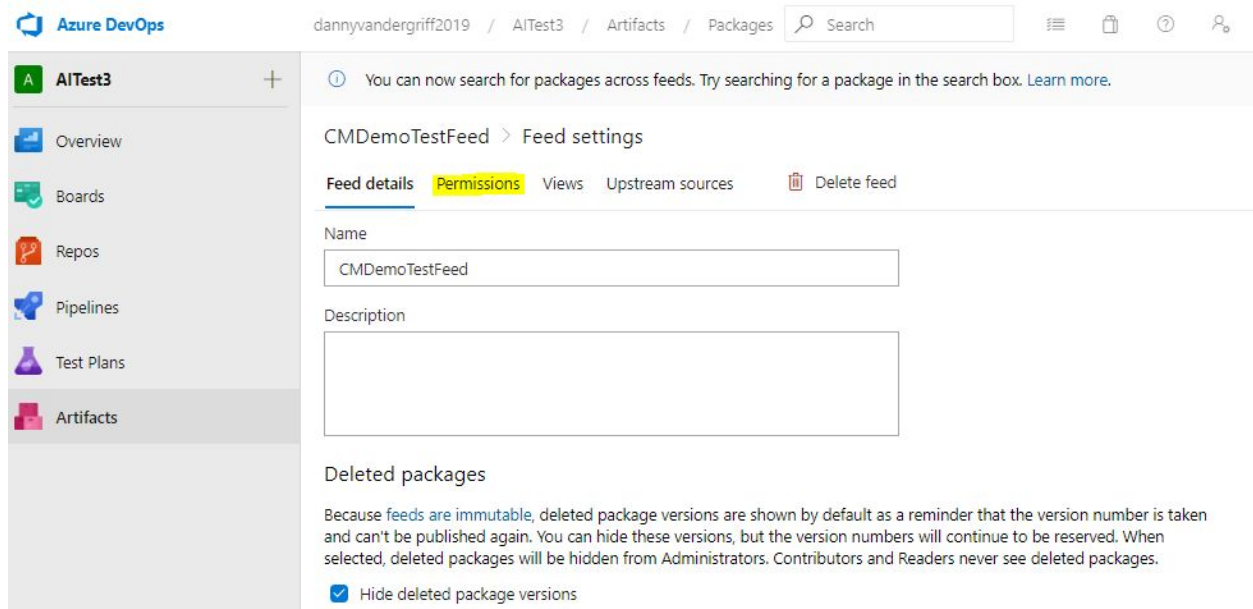 Azure DevOps
dannyvandergriff2019 / AITest3 / Artifacts / Packages
Search
A AITest3
You can now search for packages across feeds. Try searching for a package in the search box. Learn more.
Overview
Boards
Repos
Pipelines
Test Plans
Artifacts
CMDemoTestFeed > Feed settings
Feed details Permissions Views Upstream sources Delete feed
Name
CMDemoTestFeed
Description
Deleted packages
Because feeds are immutable, deleted package versions are shown by default as a reminder that the version number is taken
and can't be published again. You can hide these versions, but the version numbers will continue to be reserved. When
selected, deleted packages will be hidden from Administrators. Contributors and Readers never see deleted packages.
Hide deleted package versions